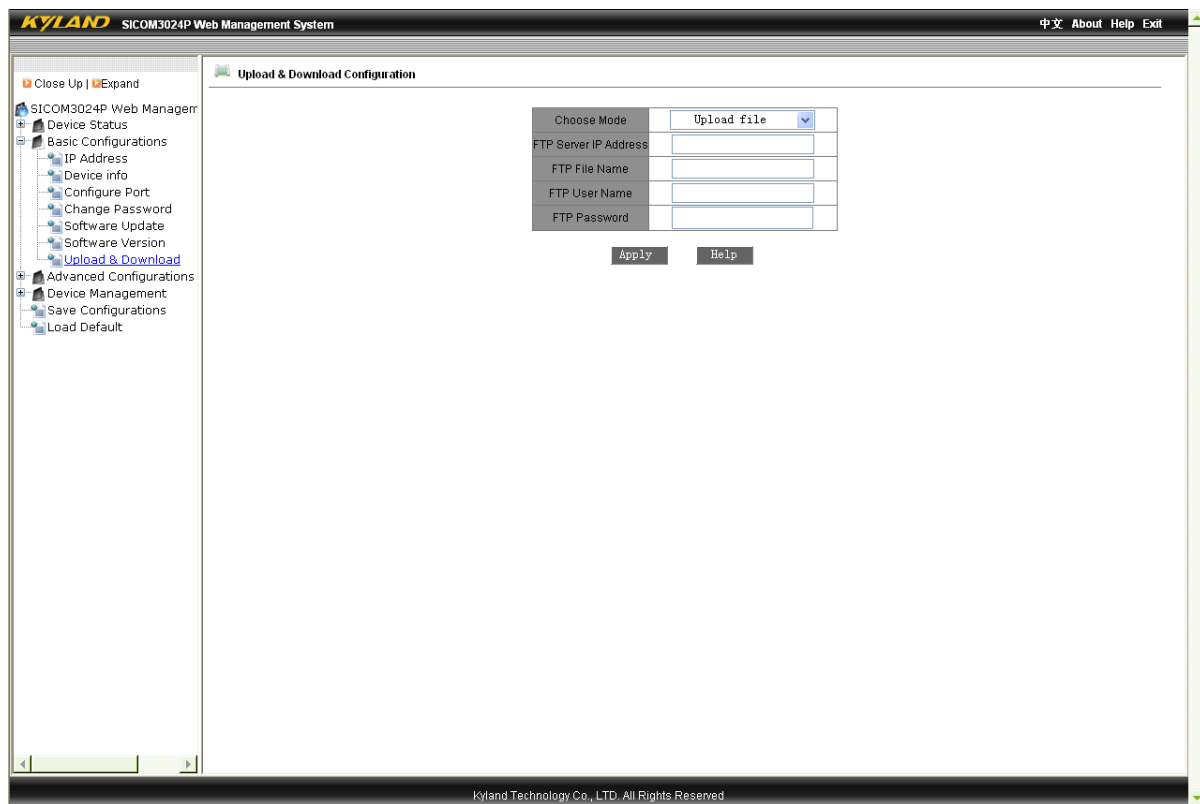 KYLAND SICOM3024P Web Management System
中文 About Help Exit
Close Up | Expand
SICOM3024P Web Managem
Device Status
Basic Configurations
IP Address
Device info
Configure Port
Change Password
Software Update
Software Version
Upload & Download
Advanced Configurations
Device Management
Save Configurations
Load Default
Upload & Download Configuration
Choose Mode Upload file
FTP Server IP Address
FTP File Name
FTP User Name
FTP Password
Apply Help
Kyland Technology Co., LTD. All Rights Reserved